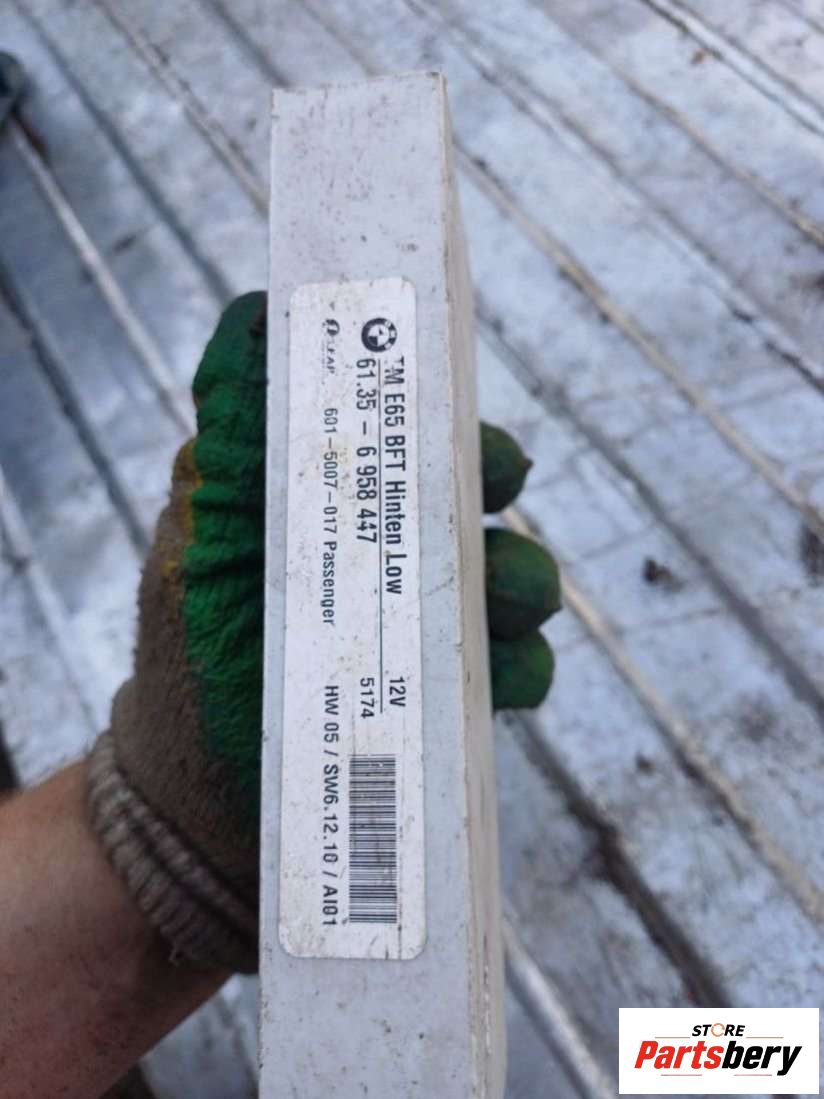 TM E65 BFT Hinten Low 12V
61.35 - 6 958 447 5174
LEAR 601-5007-017 Passenger HW 05 / SW6.12.10 / AI01
STORE
Partsbery